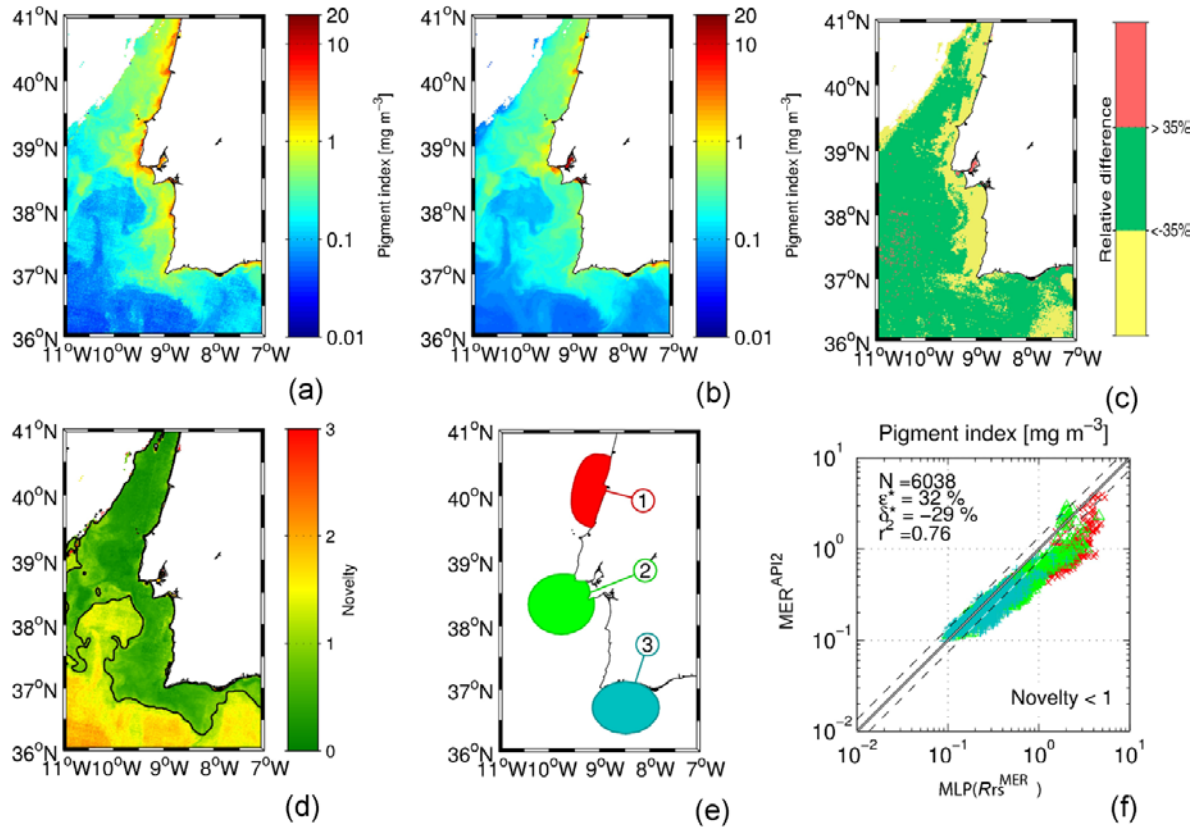 41°N
40°N
39°N
38°N
37°N
36°N
11°W10°W 9°W 8°W 7°W
20
10
1
0.1
0.01
Pigment index [mg m⁻³]
(a)
41°N
40°N
39°N
38°N
37°N
36°N
11°W10°W 9°W 8°W 7°W
20
10
1
0.1
0.01
Pigment index [mg m⁻³]
(b)
41°N
40°N
39°N
38°N
37°N
36°N
11°W10°W 9°W 8°W 7°W
> 35%
<-35%
Relative difference
(c)
41°N
40°N
39°N
38°N
37°N
36°N
11°W10°W 9°W 8°W 7°W
3
2
1
0
Novelty
(d)
41°N
40°N
39°N
38°N
37°N
36°N
11°W10°W 9°W 8°W 7°W
1
2
3
(e)
Pigment index [mg m⁻³]
N =6038
ε* = 32 %
δ* = −29 %
r² =0.76
Novelty < 1
10¹
10⁰
10⁻¹
10⁻²
10⁻² 10⁻¹ 10⁰ 10¹
MER^API2
MLP(Rrs^MER )
(f)